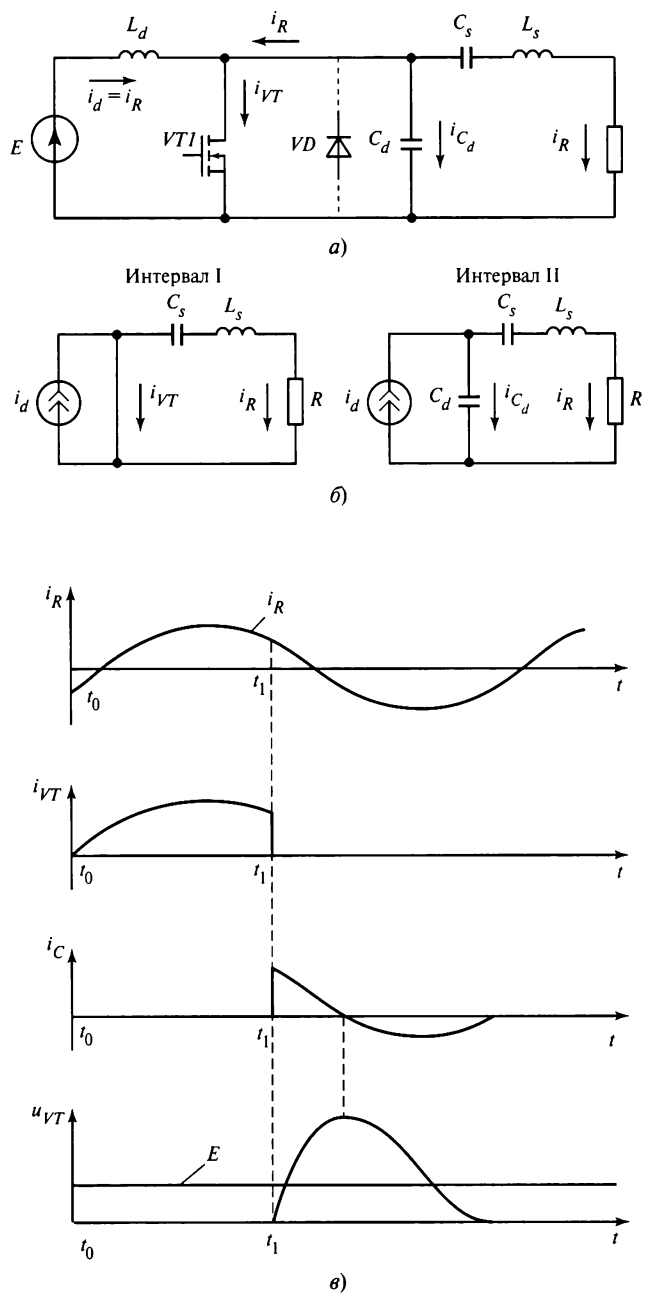 L_d
i_R
C_s
L_s
i_d = i_R
i_VT
E
VT1
VD
C_d
i_C_d
i_R
а)
Интервал I
Интервал II
C_s
L_s
C_s
L_s
i_d
i_VT
i_R
R
i_d
C_d
i_C_d
i_R
R
б)
i_R
i_R
t_0
t_1
t
i_VT
t_0
t_1
t
i_C
t_0
t_1
t
u_VT
E
t_0
t_1
t
в)